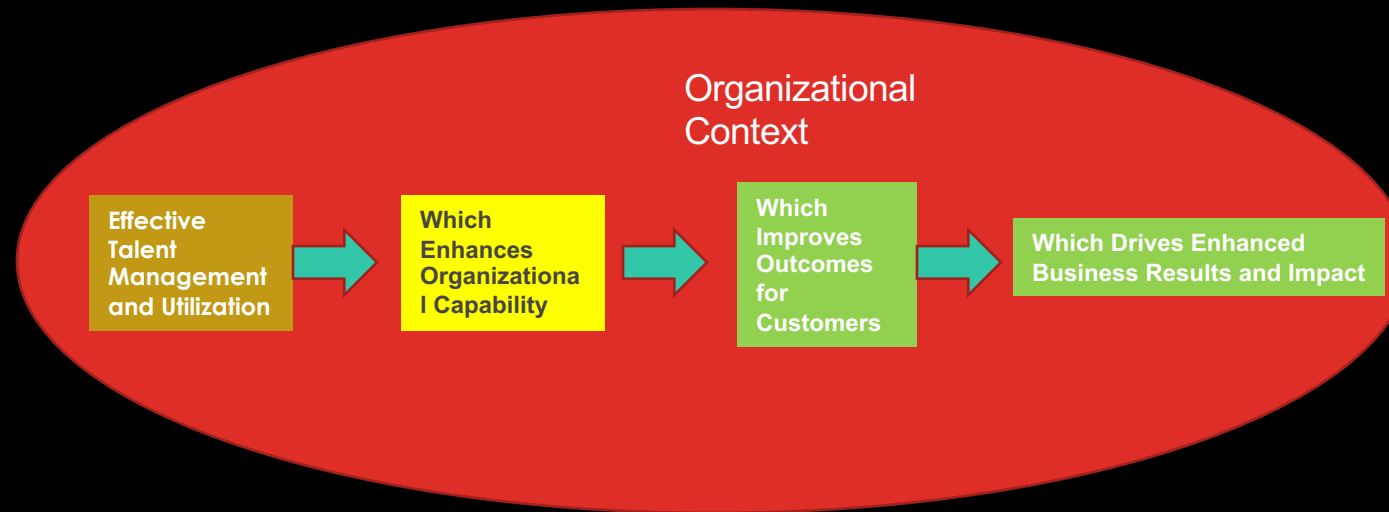 Organizational
Context
Effective
Talent
Management
and Utilization
Which
Enhances
Organizationa
l Capability
Which
Improves
Outcomes
for
Customers
Which Drives Enhanced
Business Results and Impact